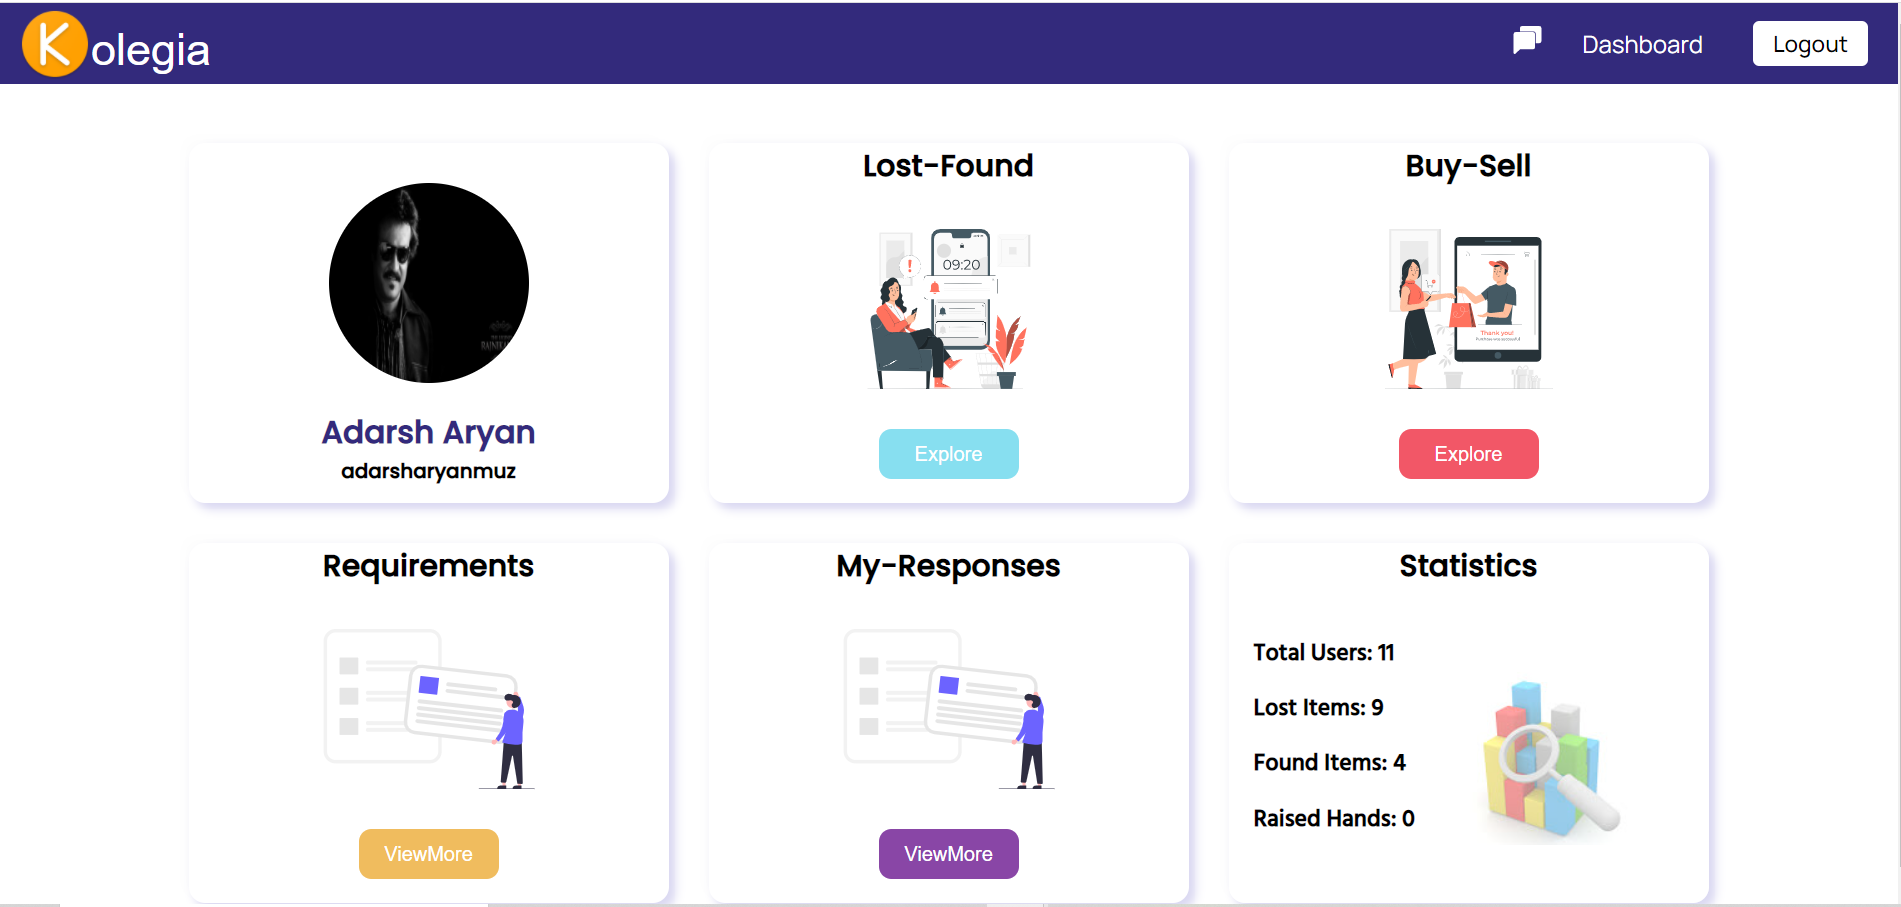 Kolegia
Dashboard
Logout
Adarsh Aryan
adarsharyanmuz
Lost-Found
09:20
Explore
Buy-Sell
Thank you!
Explore
Requirements
ViewMore
My-Responses
ViewMore
Statistics
Total Users: 11
Lost Items: 9
Found Items: 4
Raised Hands: 0